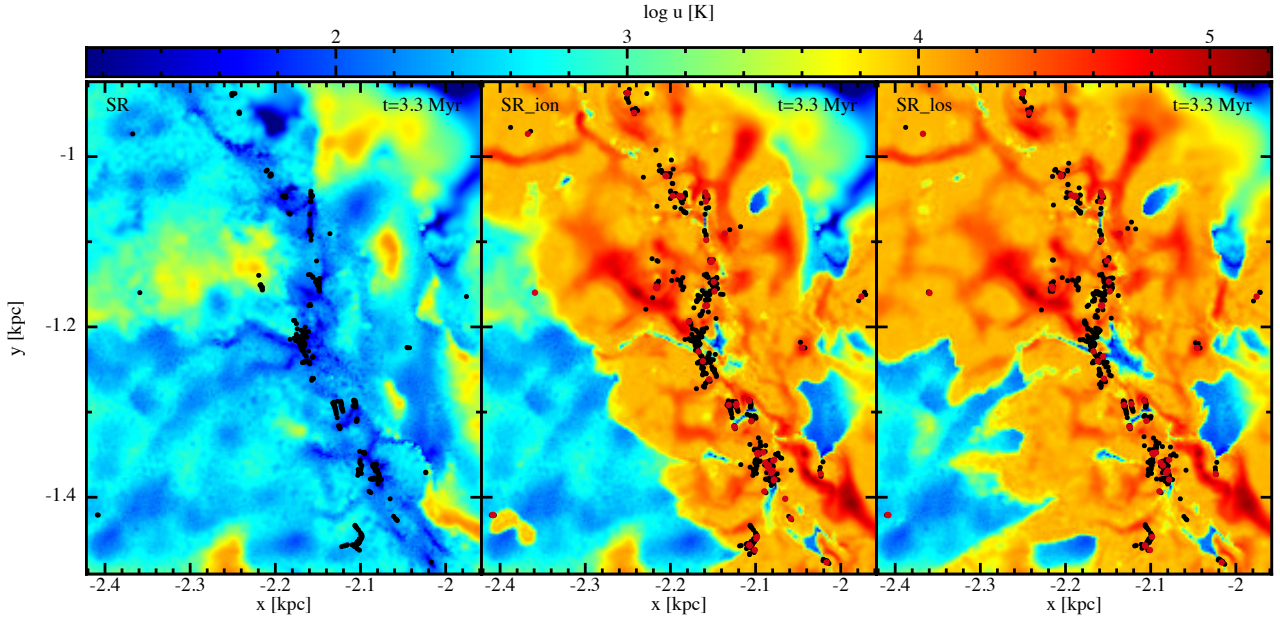 log u [K]
2 3 4 5
SR t=3.3 Myr SR_ion t=3.3 Myr SR_los t=3.3 Myr
-1
-1.2
-1.4
y [kpc]
-2.4 -2.3 -2.2 -2.1 -2 -2.4 -2.3 -2.2 -2.1 -2 -2.4 -2.3 -2.2 -2.1 -2
x [kpc] x [kpc] x [kpc]